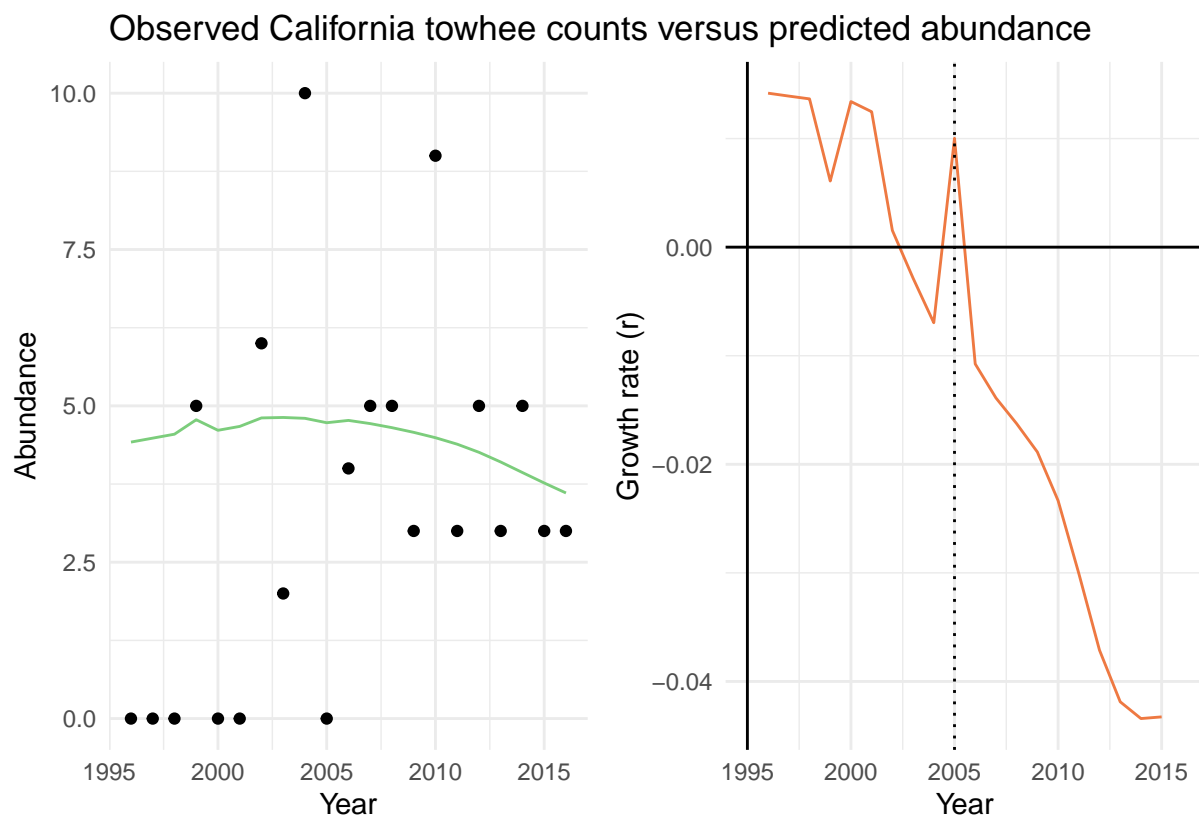 Observed California towhee counts versus predicted abundance
Abundance
10.0
7.5
5.0
2.5
0.0
1995 2000 2005 2010 2015
Year
Growth rate (r)
0.00
−0.02
−0.04
1995 2000 2005 2010 2015
Year